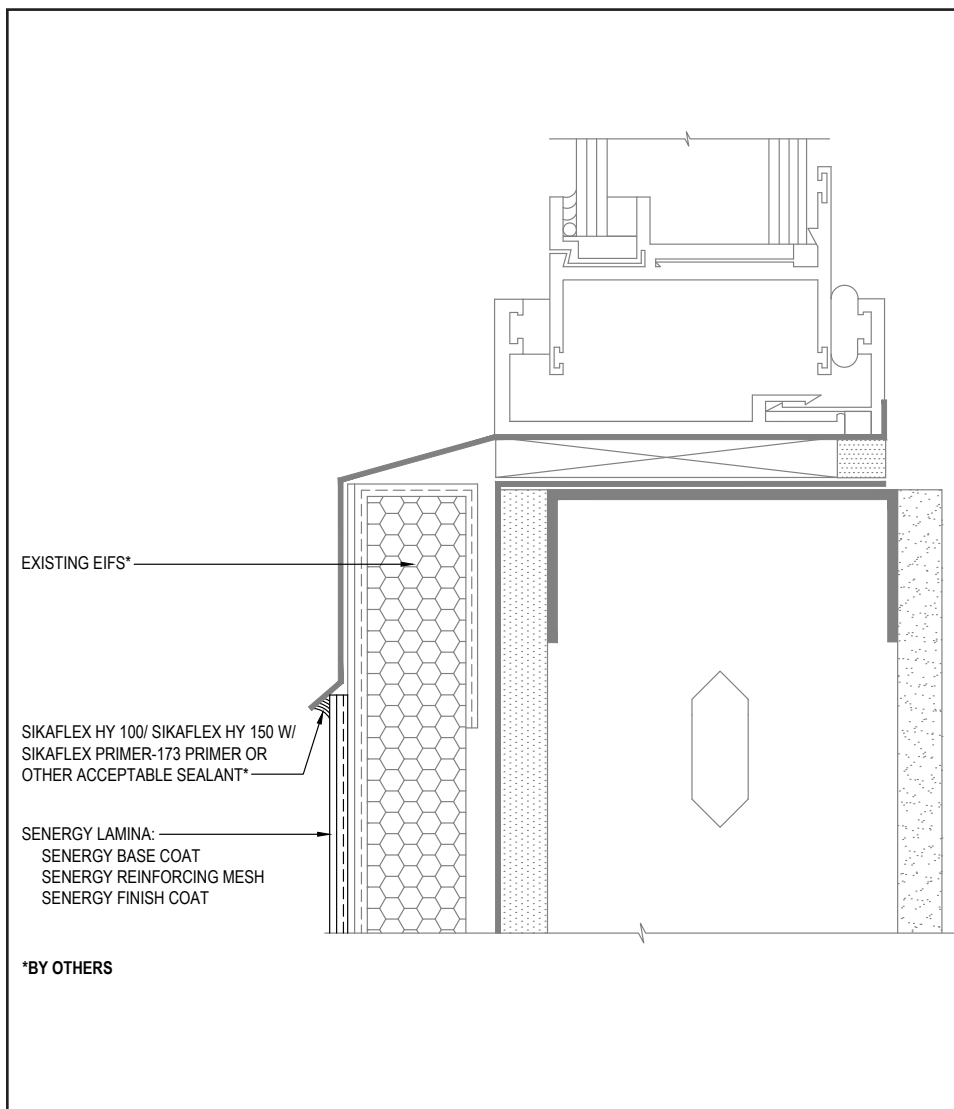 EXISTING EIFS*
SIKAFLEX HY 100/ SIKAFLEX HY 150 W/
SIKAFLEX PRIMER-173 PRIMER OR
OTHER ACCEPTABLE SEALANT*
SENERGY LAMINA:
SENERGY BASE COAT
SENERGY REINFORCING MESH
SENERGY FINISH COAT
*BY OTHERS